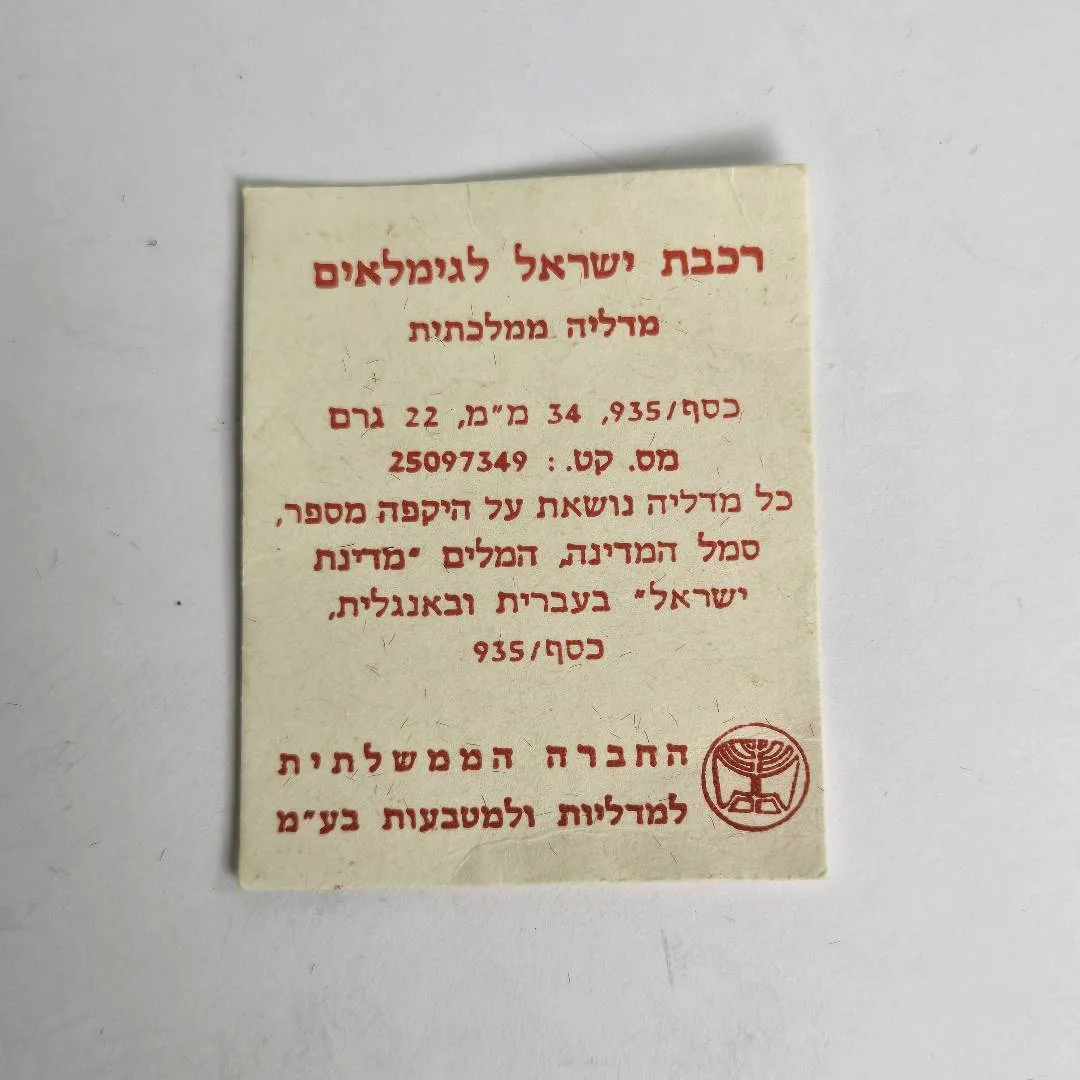 רכבת ישראל לגימלאים
מדליה ממלכתית
כסף/935, 34 מ"מ, 22 גרם
מס. קט. : 25097349
כל מדליה נושאת על היקפה מספר,
סמל המדינה, המלים "מדינת
ישראל" בעברית ובאנגלית,
כסף/935
החברה הממשלתית
למדליות ולמטבעות בע"מ